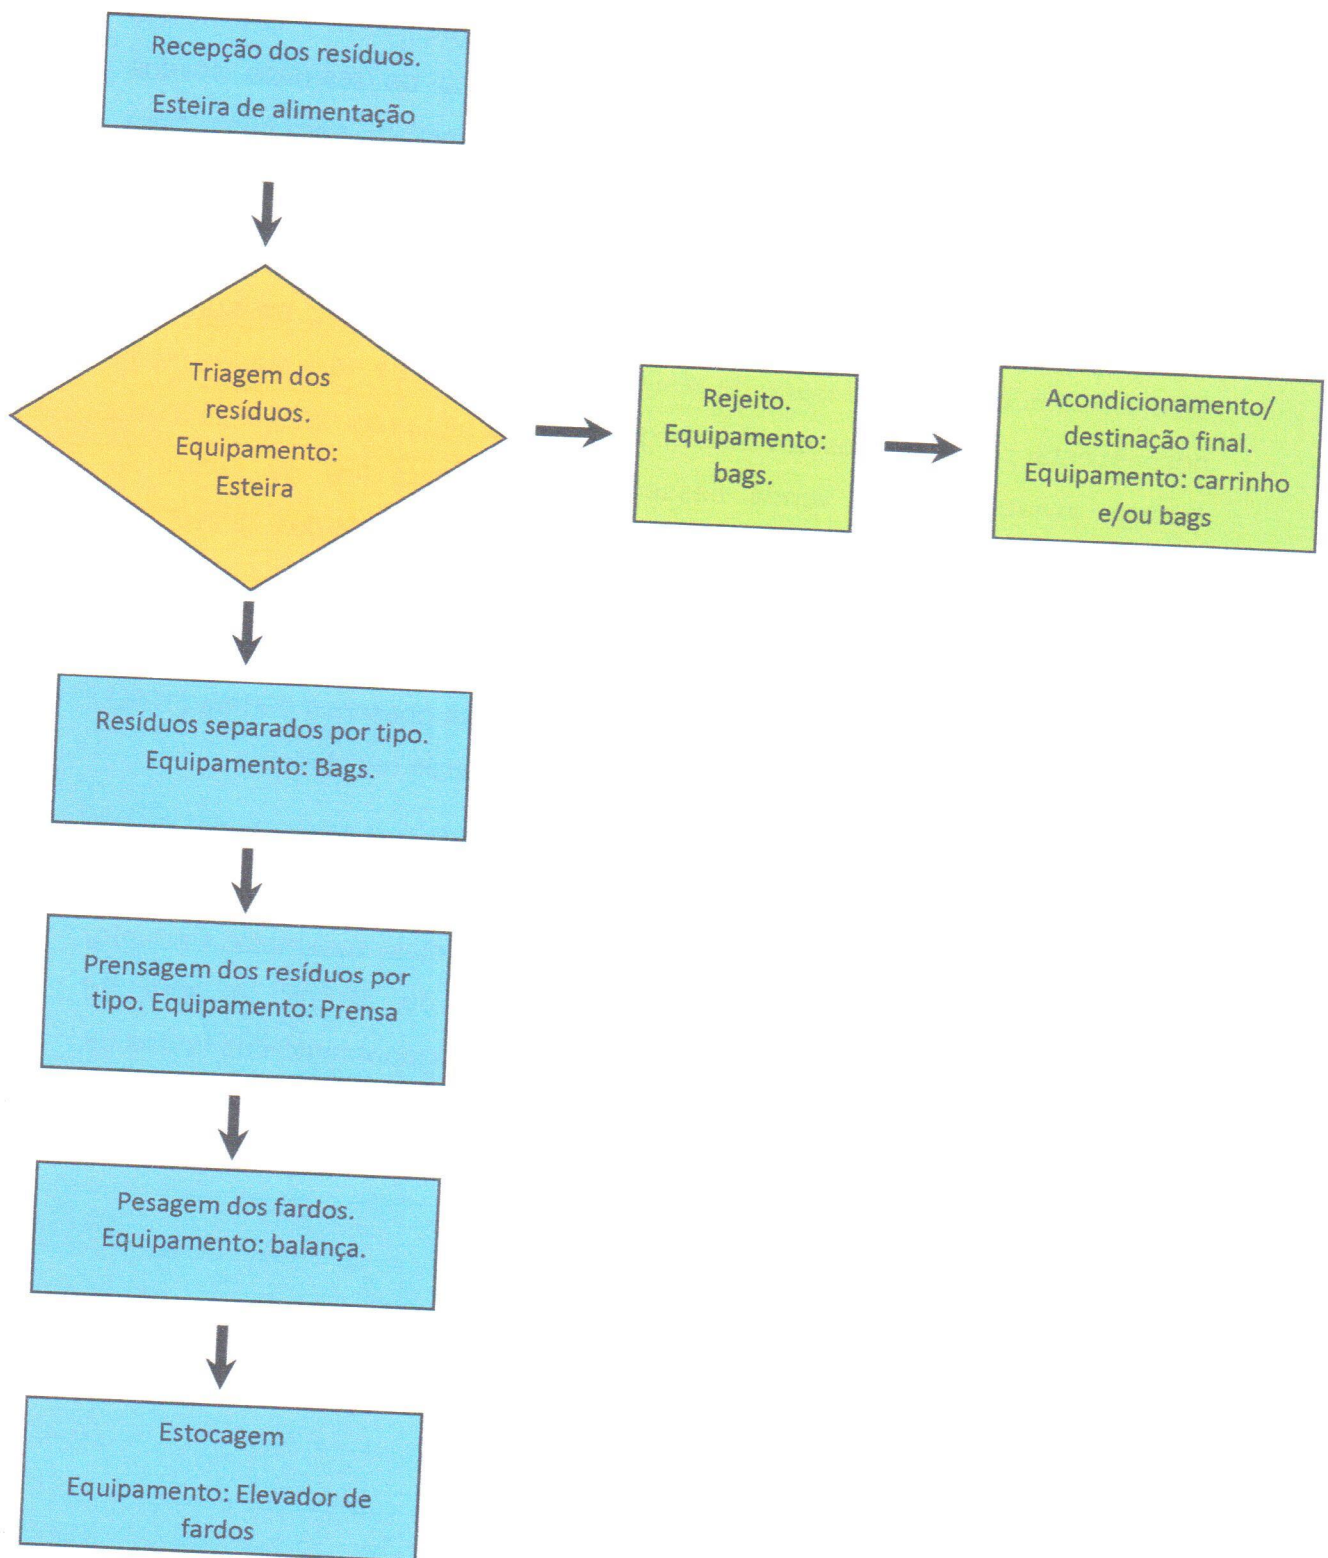 Recepção dos resíduos.
Esteira de alimentação
Triagem dos
resíduos.
Equipamento:
Esteira
Rejeito.
Equipamento:
bags.
Acondicionamento/
destinação final.
Equipamento: carrinho
e/ou bags
Resíduos separados por tipo.
Equipamento: Bags.
Prensagem dos resíduos por
tipo. Equipamento: Prensa
Pesagem dos fardos.
Equipamento: balança.
Estocagem
Equipamento: Elevador de
fardos